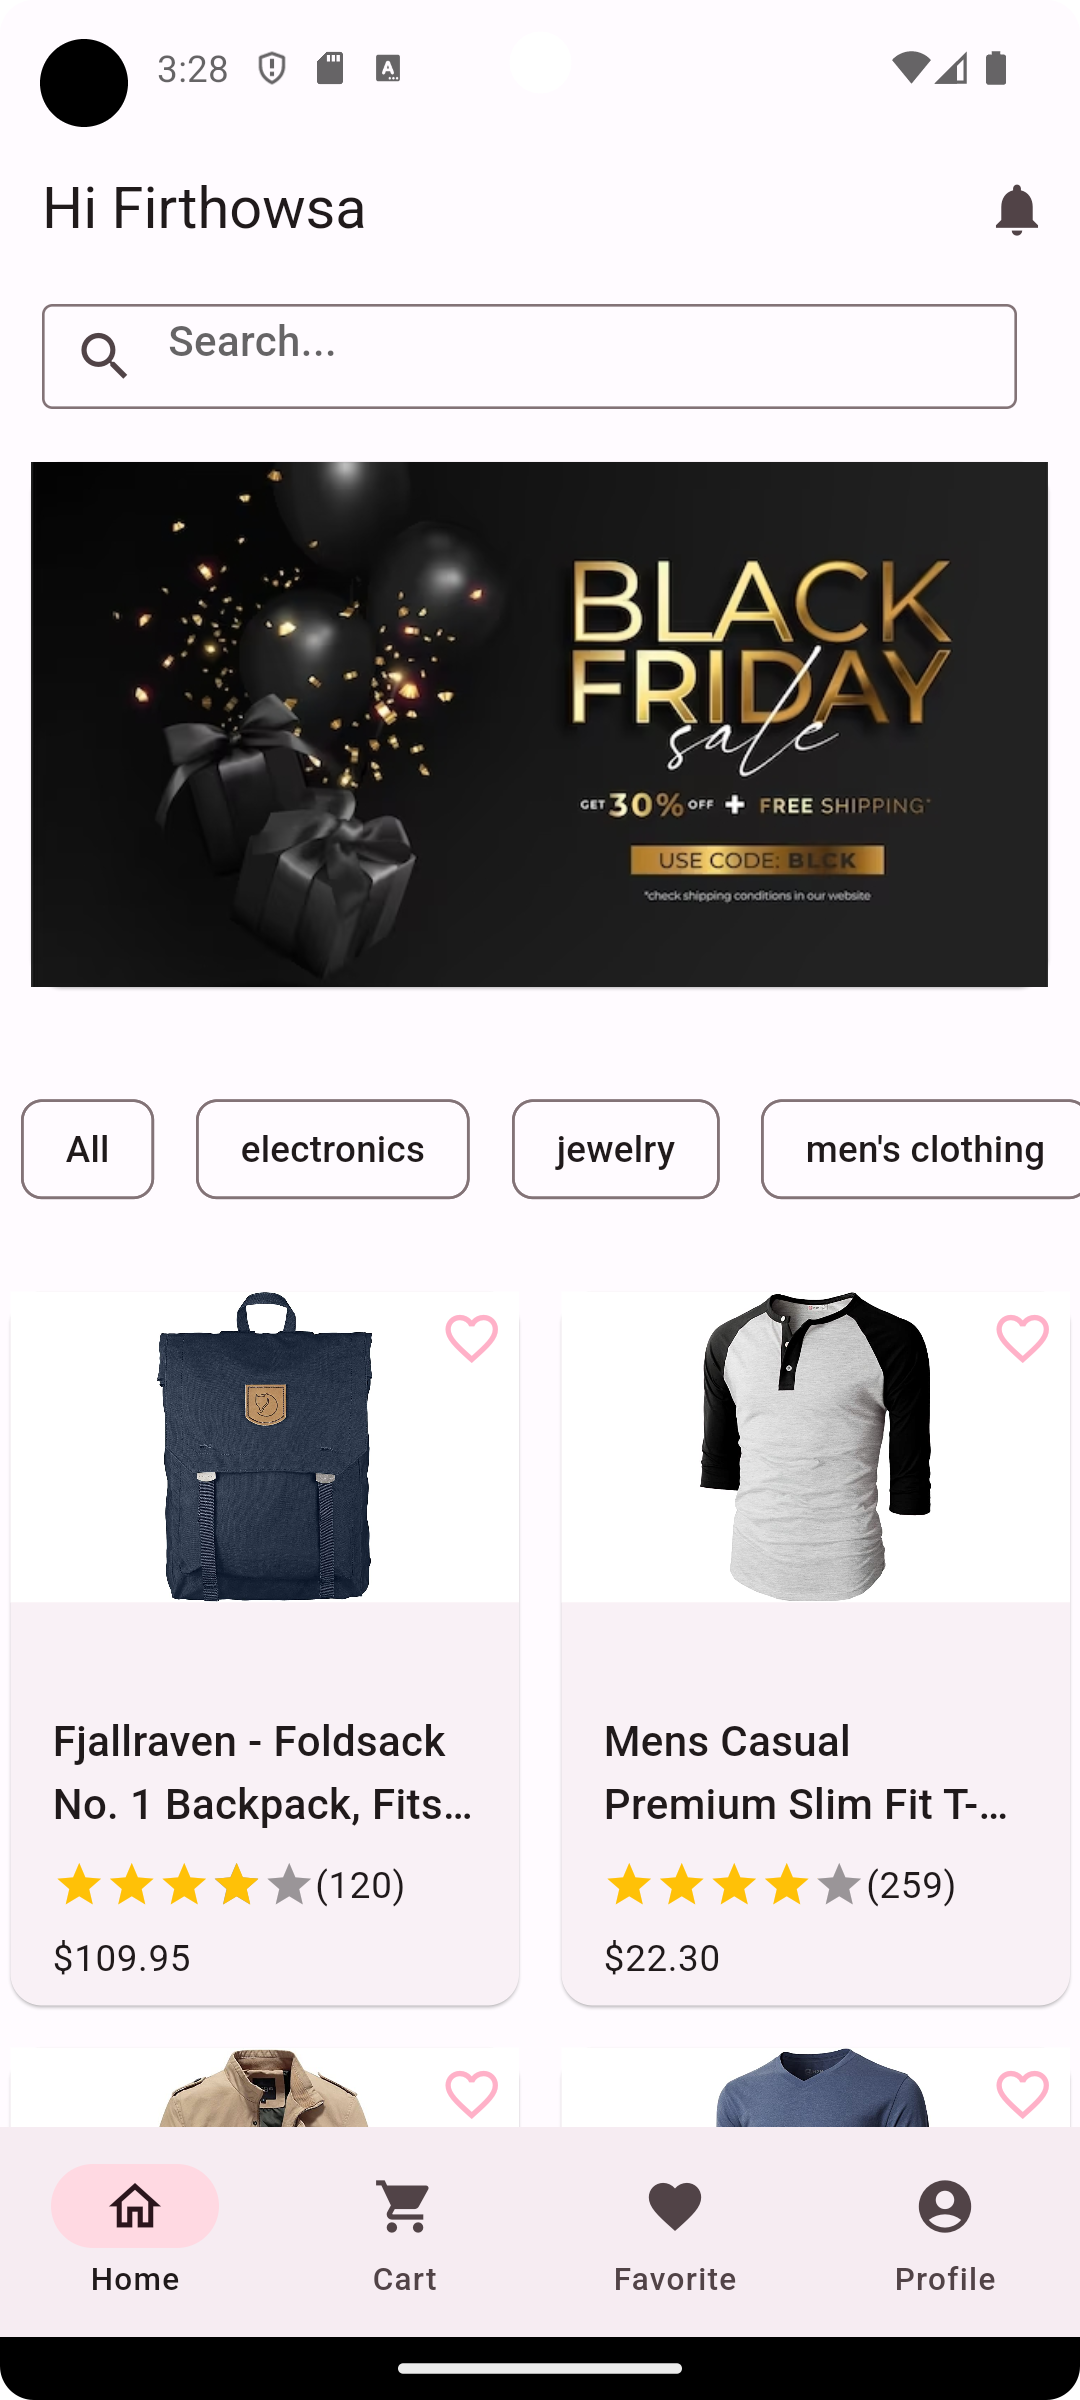 3:28
Hi Firthowsa
Search...
BLACK
FRIDAY
sale
GET 30% OFF + FREE SHIPPING*
USE CODE: BLCK
*check shipping conditions in our website
All
electronics
jewelry
men's clothing
Fjallraven - Foldsack
No. 1 Backpack, Fits...
(120)
$109.95
Mens Casual
Premium Slim Fit T-...
(259)
$22.30
Home
Cart
Favorite
Profile